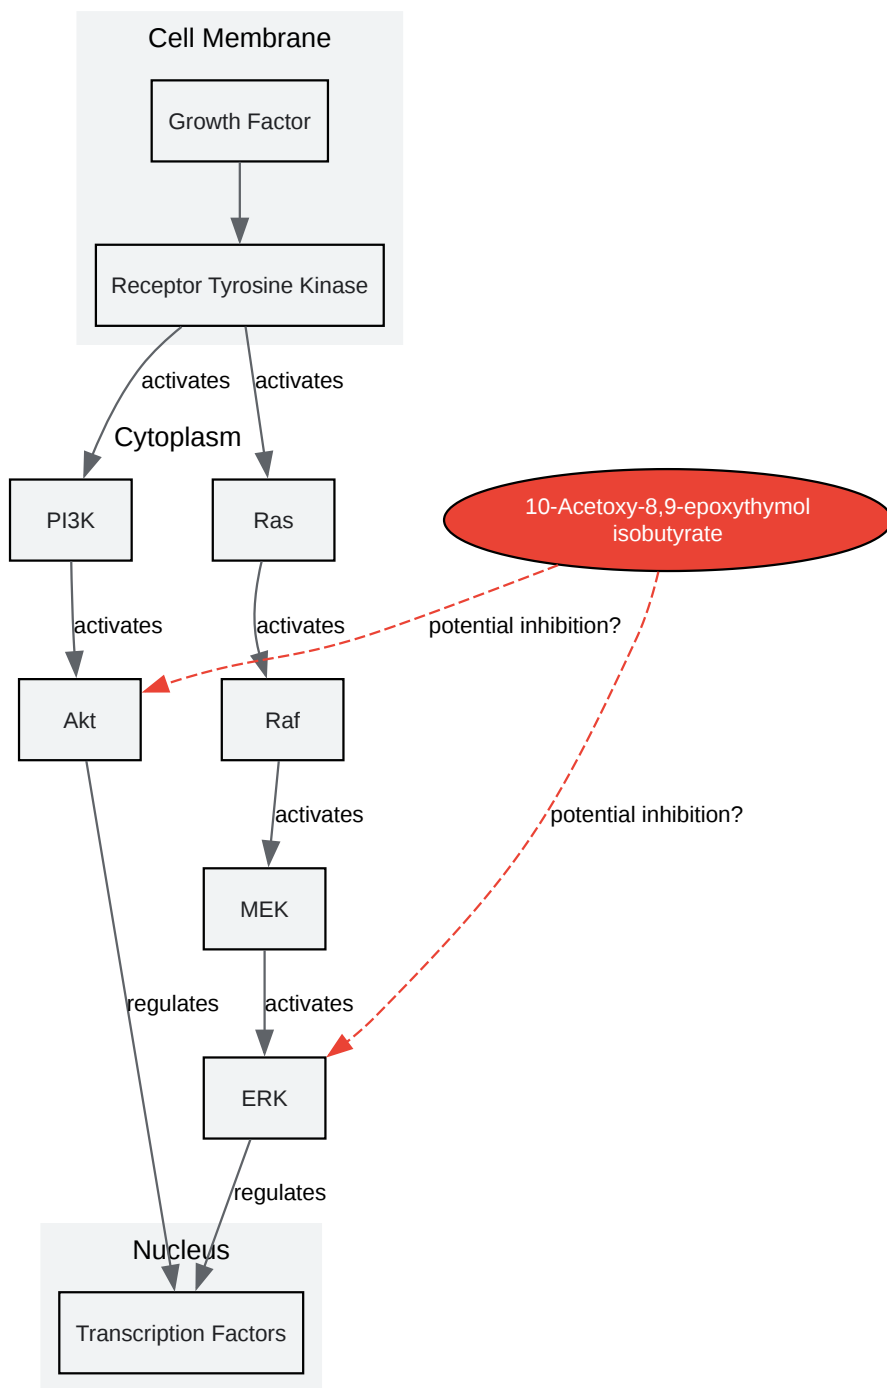 Cell Membrane
Growth Factor
Receptor Tyrosine Kinase
activates
activates
Cytoplasm
PI3K
Ras
10-Acetoxy-8,9-epoxythymol
isobutyrate
activates
activates
potential inhibition?
Akt
Raf
activates
potential inhibition?
MEK
regulates
activates
ERK
regulates
Nucleus
Transcription Factors